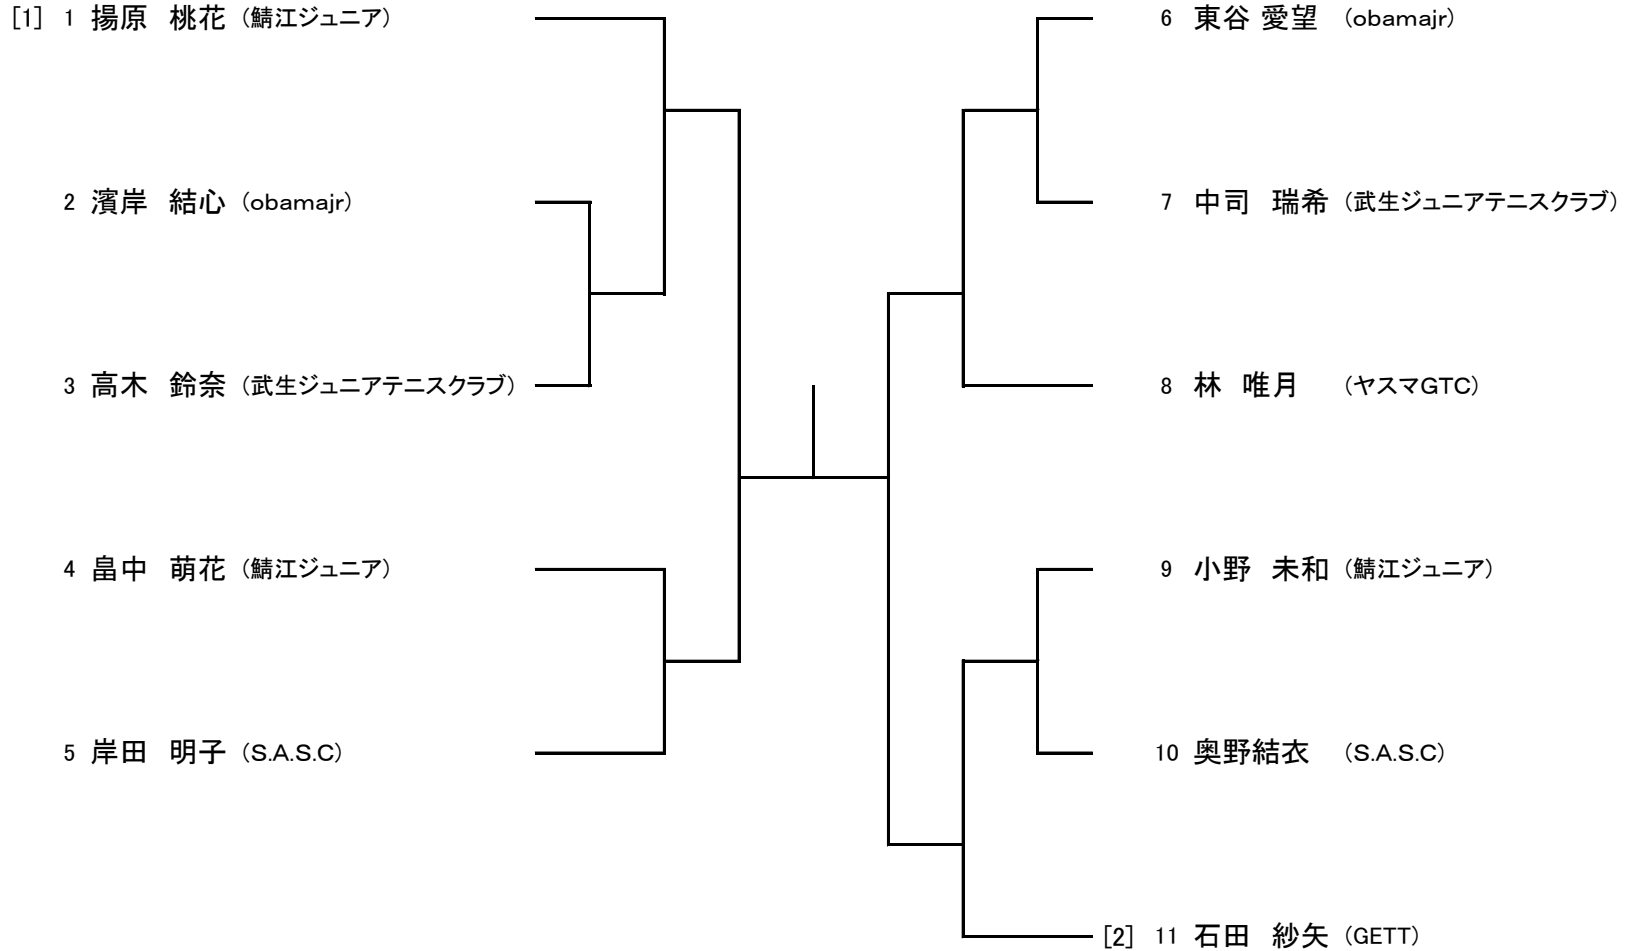 [1] 1 揚原 桃花 (鯖江ジュニア)
2 濱岸 結心 (obamajr)
3 高木 鈴奈 (武生ジュニアテニスクラブ)
4 畠中 萌花 (鯖江ジュニア)
5 岸田 明子 (S.A.S.C)
6 東谷 愛望 (obamajr)
7 中司 瑞希 (武生ジュニアテニスクラブ)
8 林 唯月 (ヤスマGTC)
9 小野 未和 (鯖江ジュニア)
10 奥野結衣 (S.A.S.C)
[2] 11 石田 紗矢 (GETT)